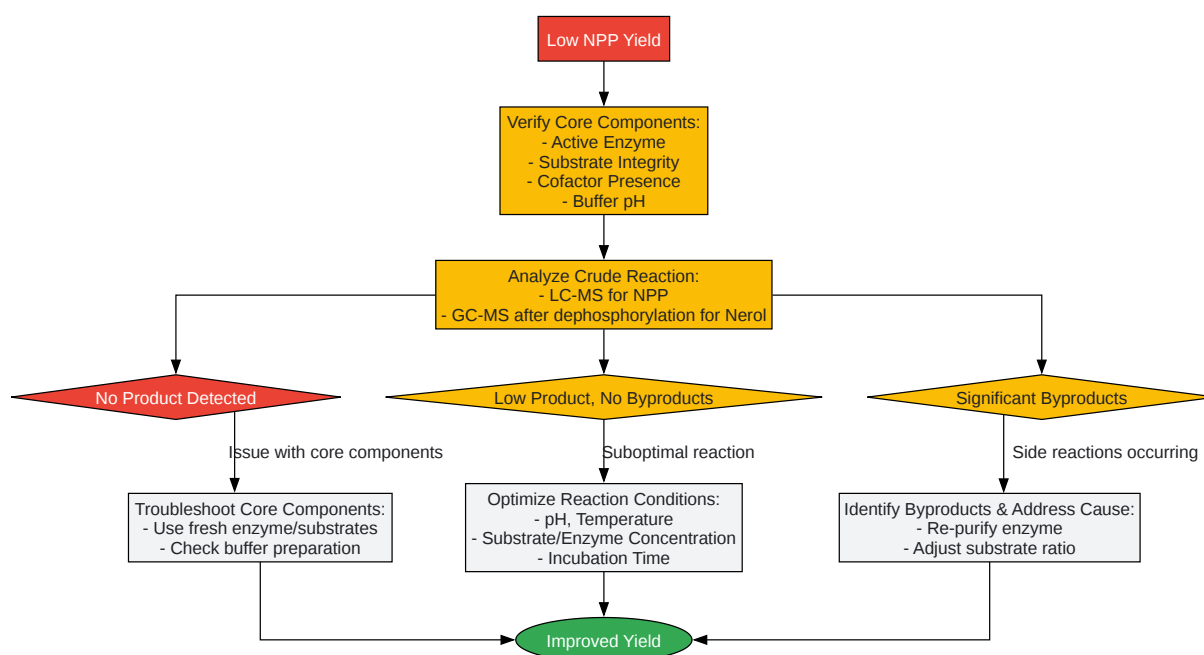 Low NPP Yield
Verify Core Components:
- Active Enzyme
- Substrate Integrity
- Cofactor Presence
- Buffer pH
Analyze Crude Reaction:
- LC-MS for NPP
- GC-MS after dephosphorylation for Nerol
No Product Detected
Low Product, No Byproducts
Significant Byproducts
Issue with core components
Suboptimal reaction
Side reactions occurring
Troubleshoot Core Components:
- Use fresh enzyme/substrates
- Check buffer preparation
Optimize Reaction Conditions:
- pH, Temperature
- Substrate/Enzyme Concentration
- Incubation Time
Identify Byproducts & Address Cause:
- Re-purify enzyme
- Adjust substrate ratio
Improved Yield